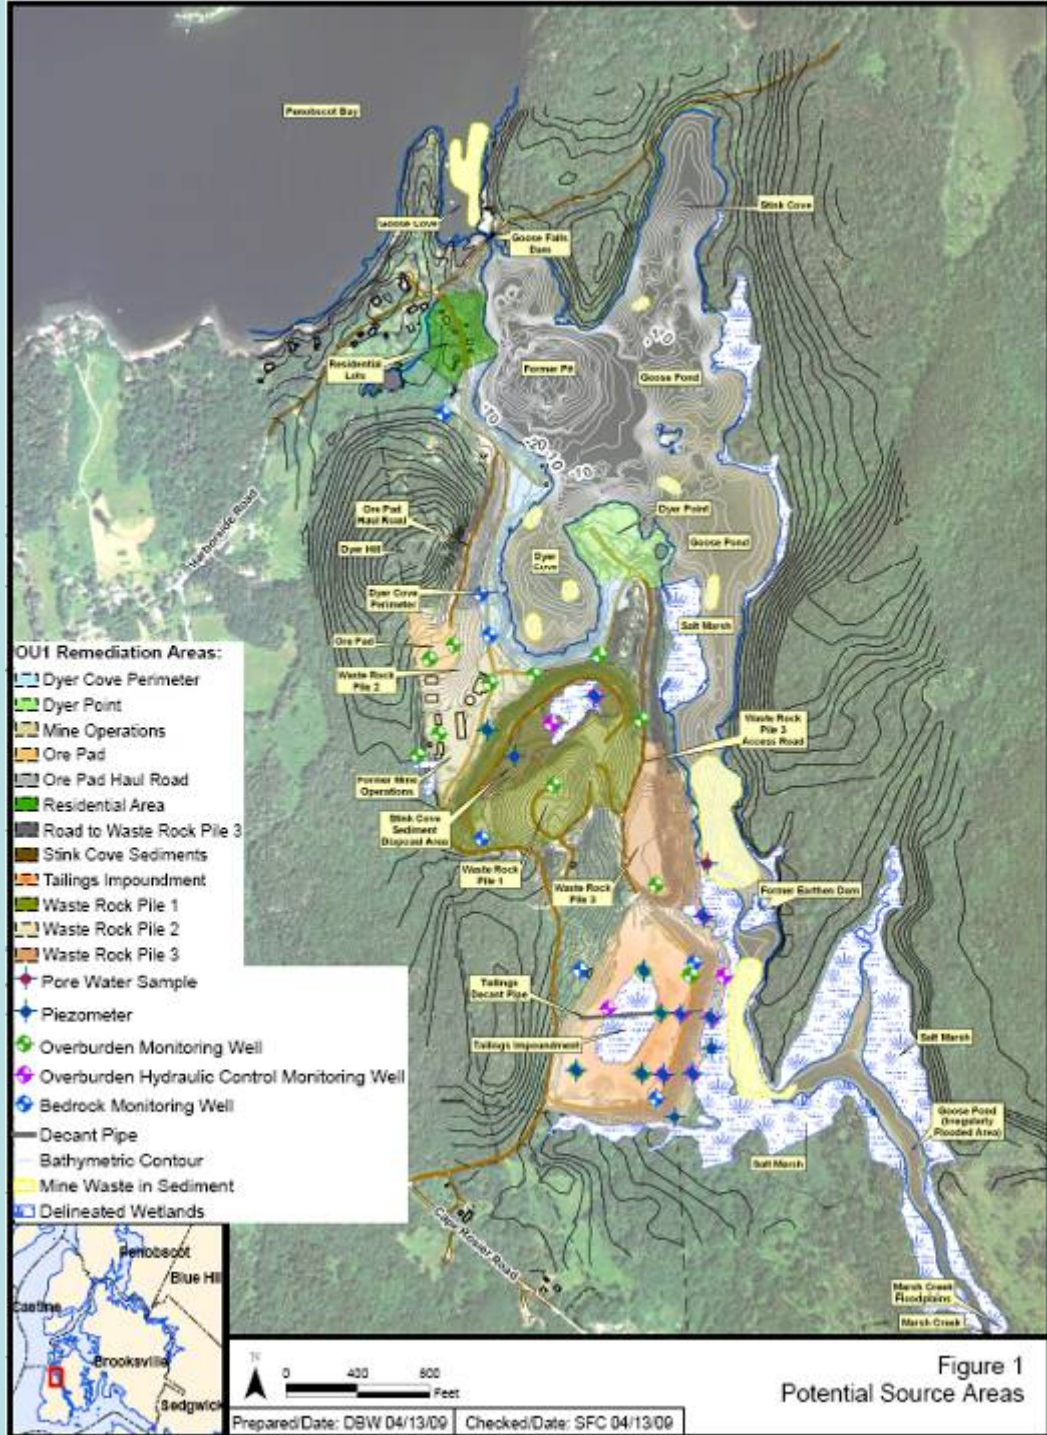 Penobscot Bay
Goose Cove
Goose Falls
Dam
Stink Cove
Residential
Lots
Former Pit
Goose Pond
-10
-10
-20
-10
-10
Harborside Road
Ore Pad
Haul Road
Dyer Hill
Dyer Point
Goose Pond
Dyer
Cove
Dyer Cove
Perimeter
Salt Marsh
Ore Pad
Waste Rock
Pile 2
Waste Rock
Pile 3
Access Road
Former Mine
Operations
Stink Cove
Sediment
Disposal Area
Waste Rock
Pile 1
Waste Rock
Pile 3
Former Earthen Dam
Tailings
Decant Pipe
Tailings Impoundment
Salt Marsh
Goose Pond
(Irregularly
Flooded Area)
Salt Marsh
Cape Rosier Road
Marsh Creek
Floodplains
Marsh Creek
OU1 Remediation Areas:
Dyer Cove Perimeter
Dyer Point
Mine Operations
Ore Pad
Ore Pad Haul Road
Residential Area
Road to Waste Rock Pile 3
Stink Cove Sediments
Tailings Impoundment
Waste Rock Pile 1
Waste Rock Pile 2
Waste Rock Pile 3
Pore Water Sample
Piezometer
Overburden Monitoring Well
Overburden Hydraulic Control Monitoring Well
Bedrock Monitoring Well
Decant Pipe
Bathymetric Contour
Mine Waste in Sediment
Delineated Wetlands
Penobscot
Blue Hill
Castine
Brooksville
Sedgwick
N
0 400 800
Feet
Prepared/Date: DBW 04/13/09 Checked/Date: SFC 04/13/09
Figure 1
Potential Source Areas